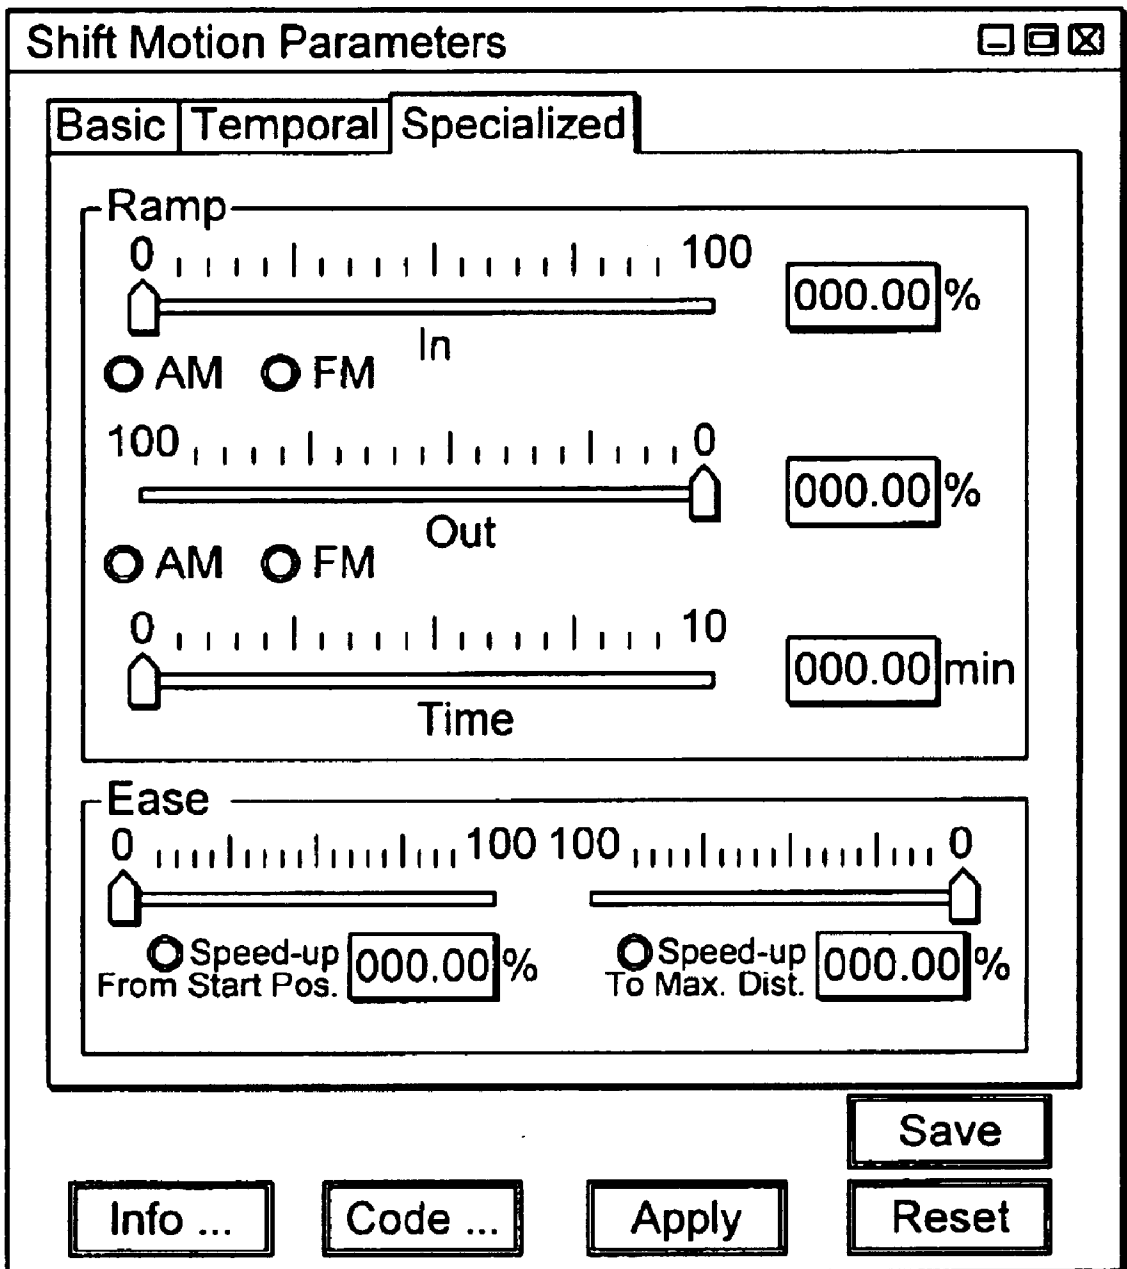 Shift Motion Parameters
Basic Temporal Specialized
Ramp
0 100
000.00 %
In
AM FM
100 0
000.00 %
Out
AM FM
0 10
000.00 min
Time
Ease
0 100 100 0
Speed-up 000.00 % Speed-up 000.00 %
From Start Pos. To Max. Dist.
Save
Info ... Code ... Apply Reset